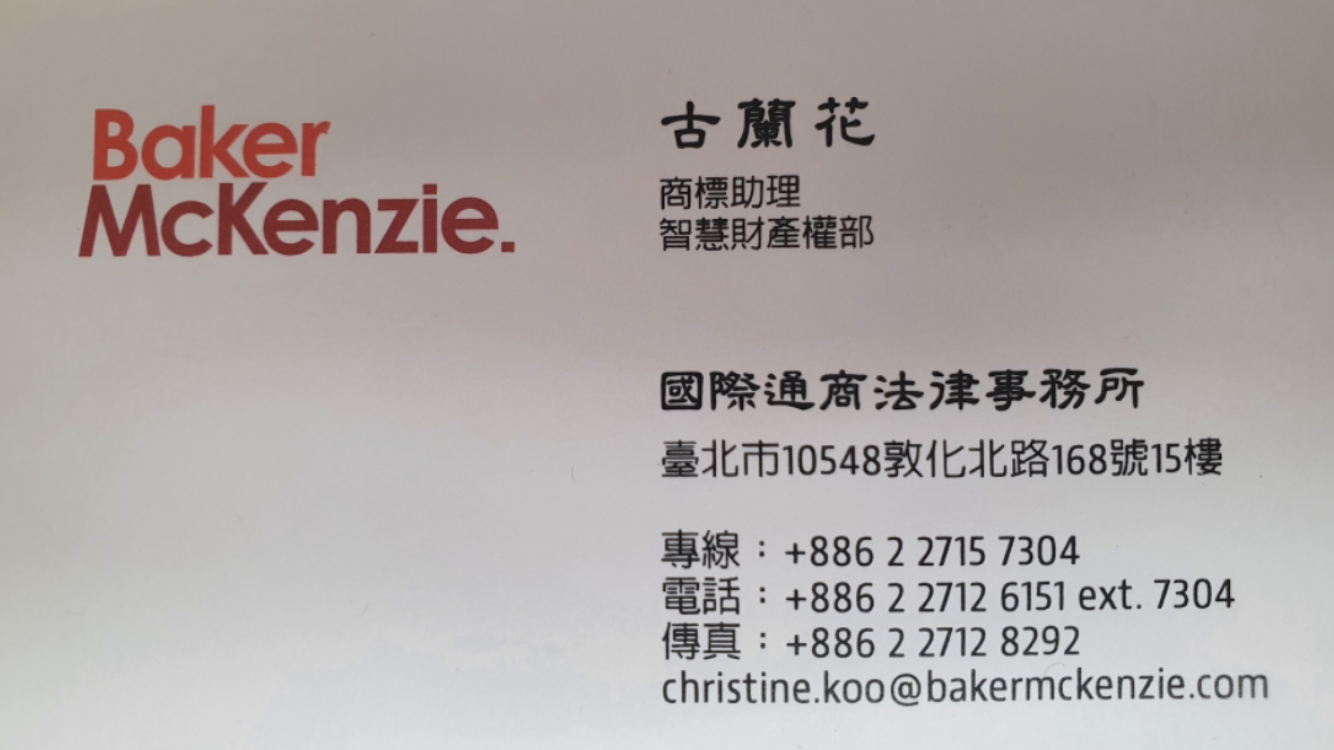 Baker
McKenzie.
古蘭花
商標助理
智慧財產權部
國際通商法律事務所
臺北市10548敦化北路168號15樓
專線：+886 2 2715 7304
電話：+886 2 2712 6151 ext. 7304
傳真：+886 2 2712 8292
christine.koo@bakermckenzie.com